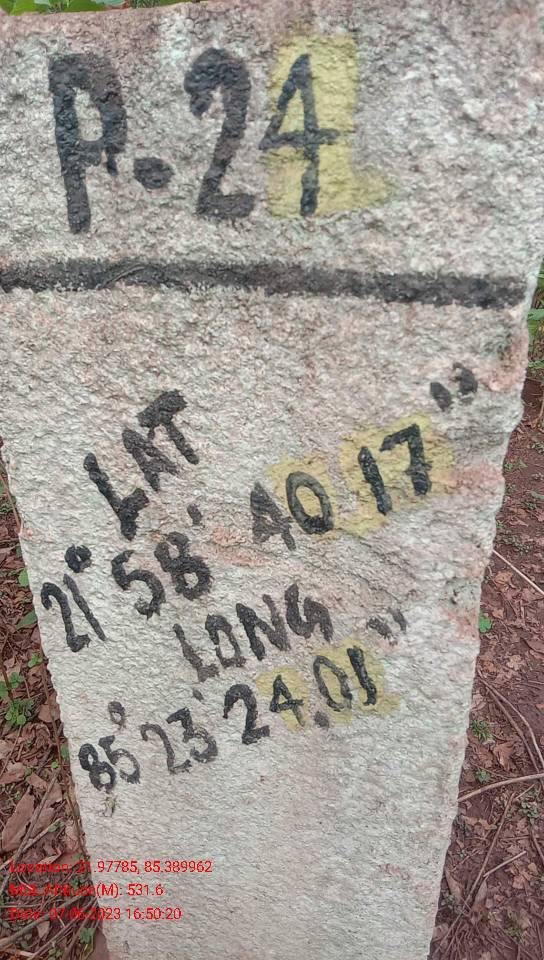 P.24
LAT
21° 58' 40 17"
LONG
85° 23' 24.01"
Location: 21.97785, 85.389962
MSL Altitude(M): 531.6
Date: 27-06-2023 16:50:20